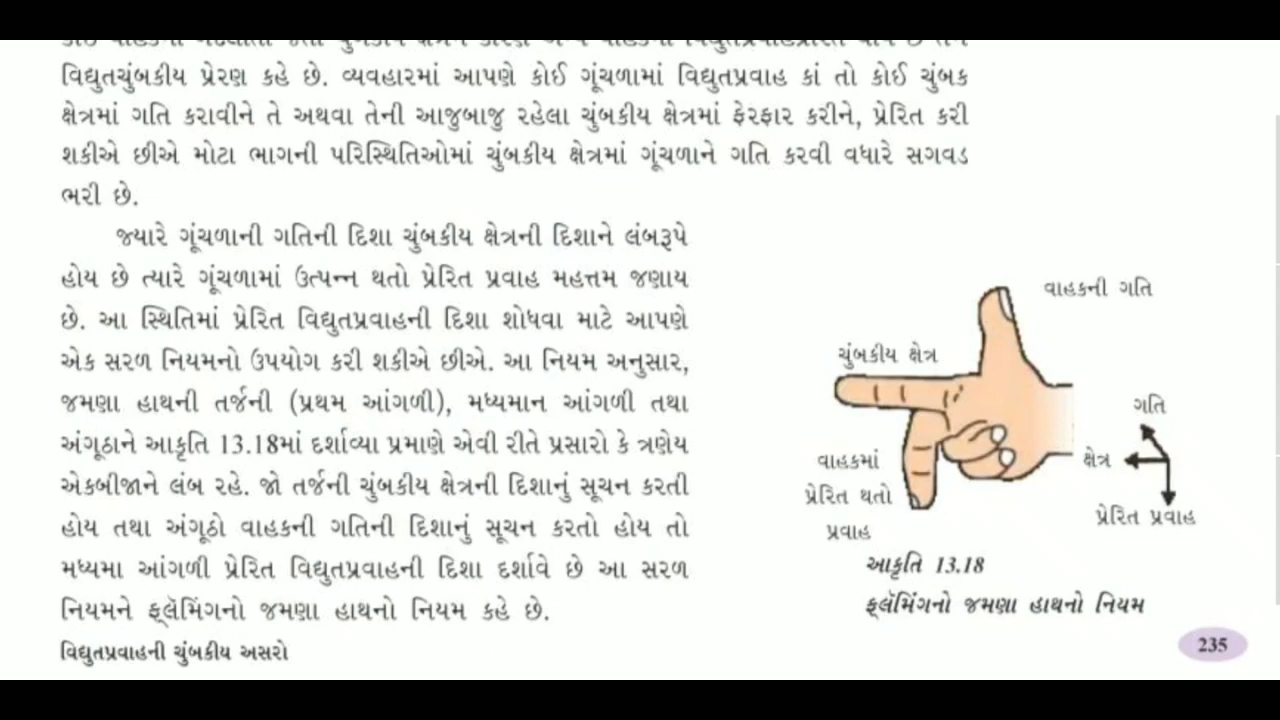 વિદ્યુતચુંબકીય પ્રેરણ કહે છે. વ્યવહારમાં આપણે કોઈ ગૂંચળામાં વિદ્યુતપ્રવાહ કાં તો કોઈ ચુંબક
ક્ષેત્રમાં ગતિ કરાવીને તે અથવા તેની આજુબાજુ રહેલા ચુંબકીય ક્ષેત્રમાં ફેરફાર કરીને, પ્રેરિત કરી
શકીએ છીએ મોટા ભાગની પરિસ્થિતિઓમાં ચુંબકીય ક્ષેત્રમાં ગૂંચળાને ગતિ કરવી વધારે સગવડ
ભરી છે.
જ્યારે ગૂંચળાની ગતિની દિશા ચુંબકીય ક્ષેત્રની દિશાને લંબરૂપે
હોય છે ત્યારે ગૂંચળામાં ઉત્પન્ન થતો પ્રેરિત પ્રવાહ મહત્તમ જણાય
છે. આ સ્થિતિમાં પ્રેરિત વિદ્યુતપ્રવાહની દિશા શોધવા માટે આપણે
એક સરળ નિયમનો ઉપયોગ કરી શકીએ છીએ. આ નિયમ અનુસાર,
જમણા હાથની તર્જની (પ્રથમ આંગળી), મધ્યમાન આંગળી તથા
અંગૂઠાને આકૃતિ 13.18માં દર્શાવ્યા પ્રમાણે એવી રીતે પ્રસારો કે ત્રણેય
એકબીજાને લંબ રહે. જો તર્જની ચુંબકીય ક્ષેત્રની દિશાનું સૂચન કરતી
હોય તથા અંગૂઠો વાહકની ગતિની દિશાનું સૂચન કરતો હોય તો
મધ્યમા આંગળી પ્રેરિત વિદ્યુતપ્રવાહની દિશા દર્શાવે છે આ સરળ
નિયમને ફ્લૅમિંગનો જમણા હાથનો નિયમ કહે છે.
વાહકની ગતિ
ચુંબકીય ક્ષેત્ર
ગતિ
ક્ષેત્ર
પ્રેરિત પ્રવાહ
વાહકમાં
પ્રેરિત થતો
પ્રવાહ
આકૃતિ 13.18
ફ્લૅમિંગનો જમણા હાથનો નિયમ
વિદ્યુતપ્રવાહની ચુંબકીય અસરો
235